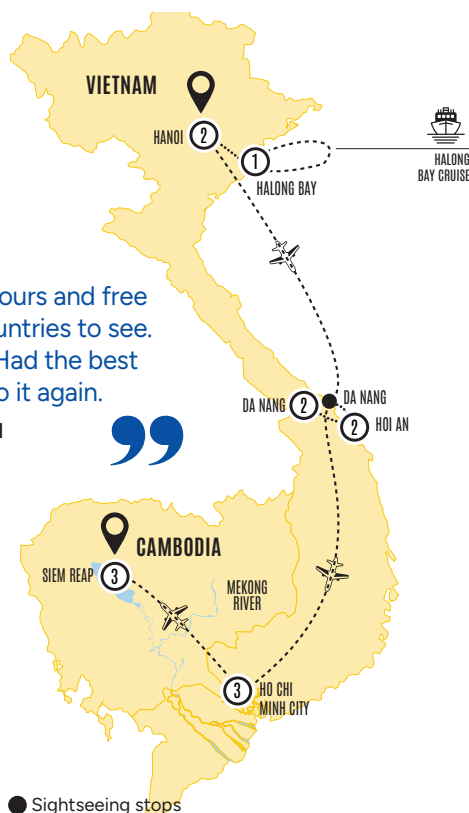 VIETNAM
HANOI
2
1
HALONG BAY
HALONG
BAY CRUISE
ours and free
untries to see.
Had the best
o it again.
”
DA NANG
2
DA NANG
2
HOI AN
CAMBODIA
SIEM REAP
3
MEKONG
RIVER
3
HO CHI
MINH CITY
Sightseeing stops